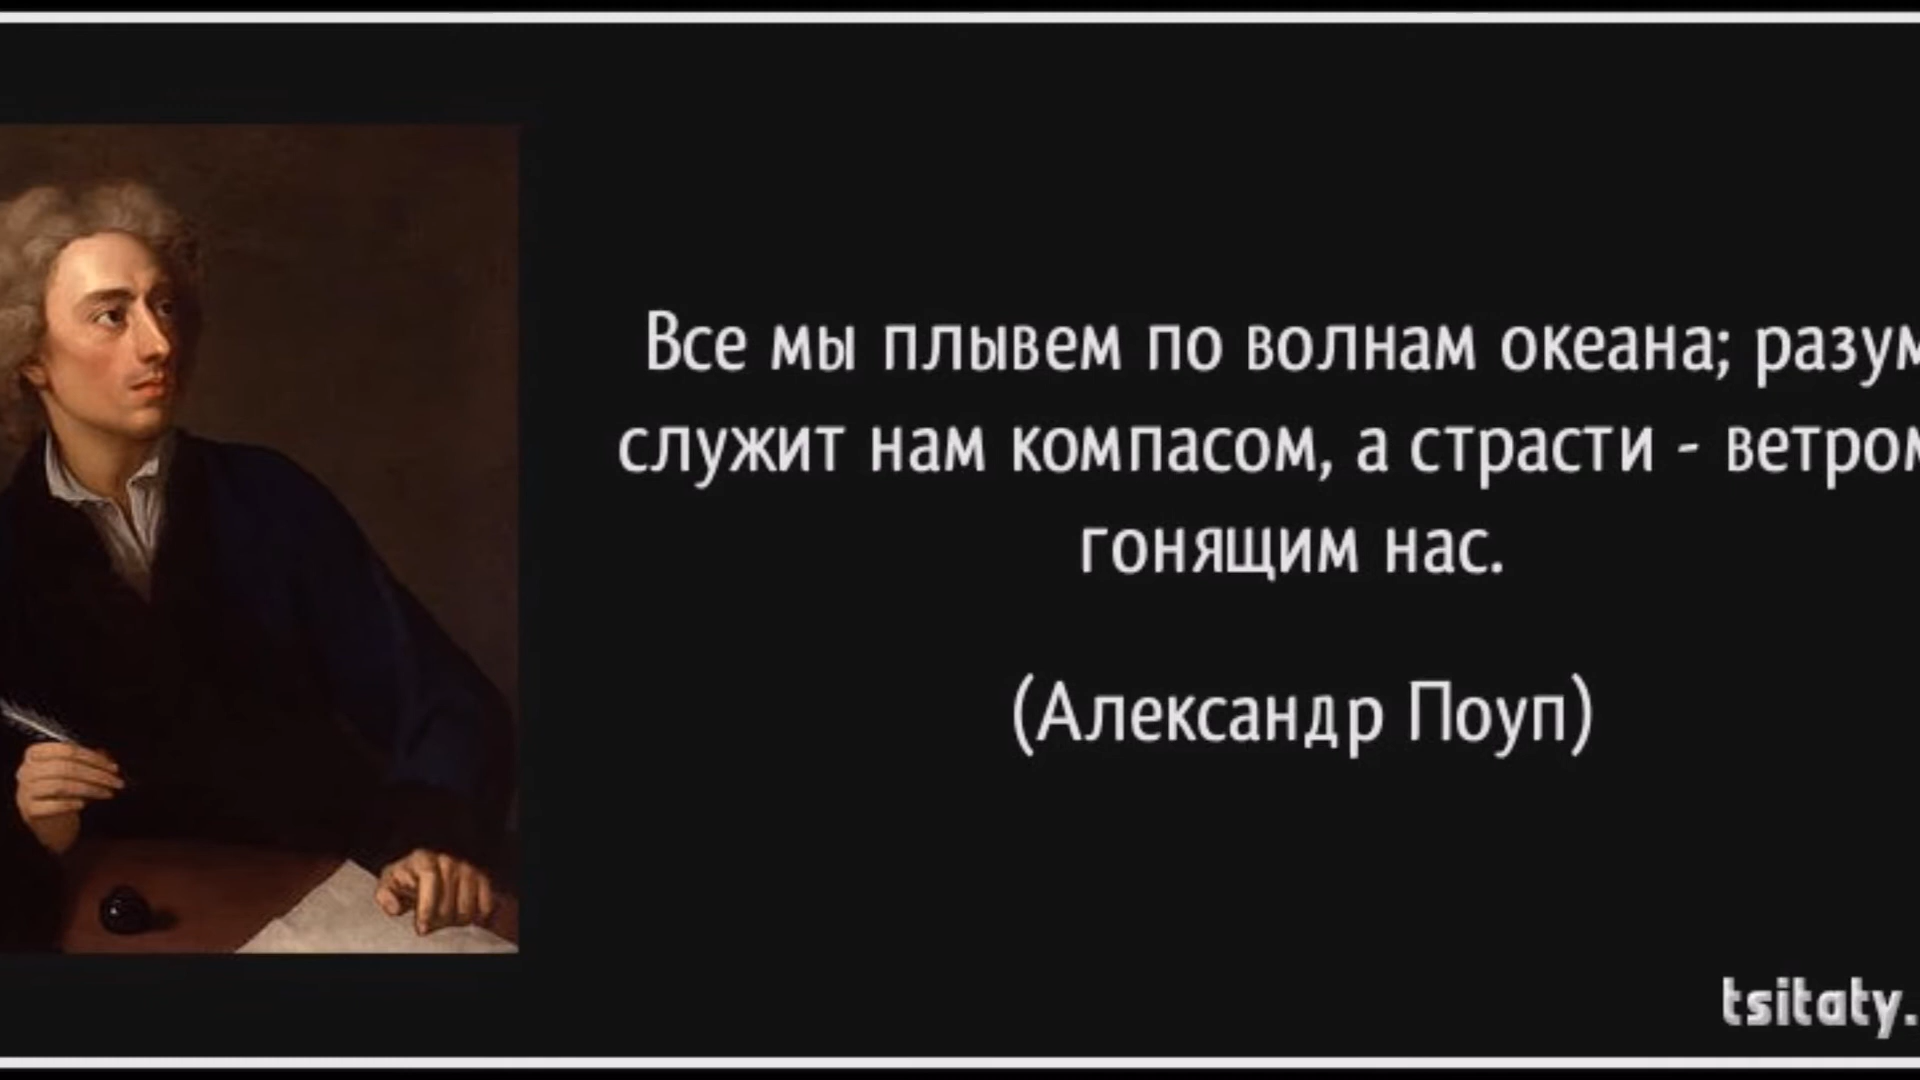 Все мы плывем по волнам океана; разум
служит нам компасом, а страсти - ветром
гонящим нас.
(Александр Поуп)
tsitaty.